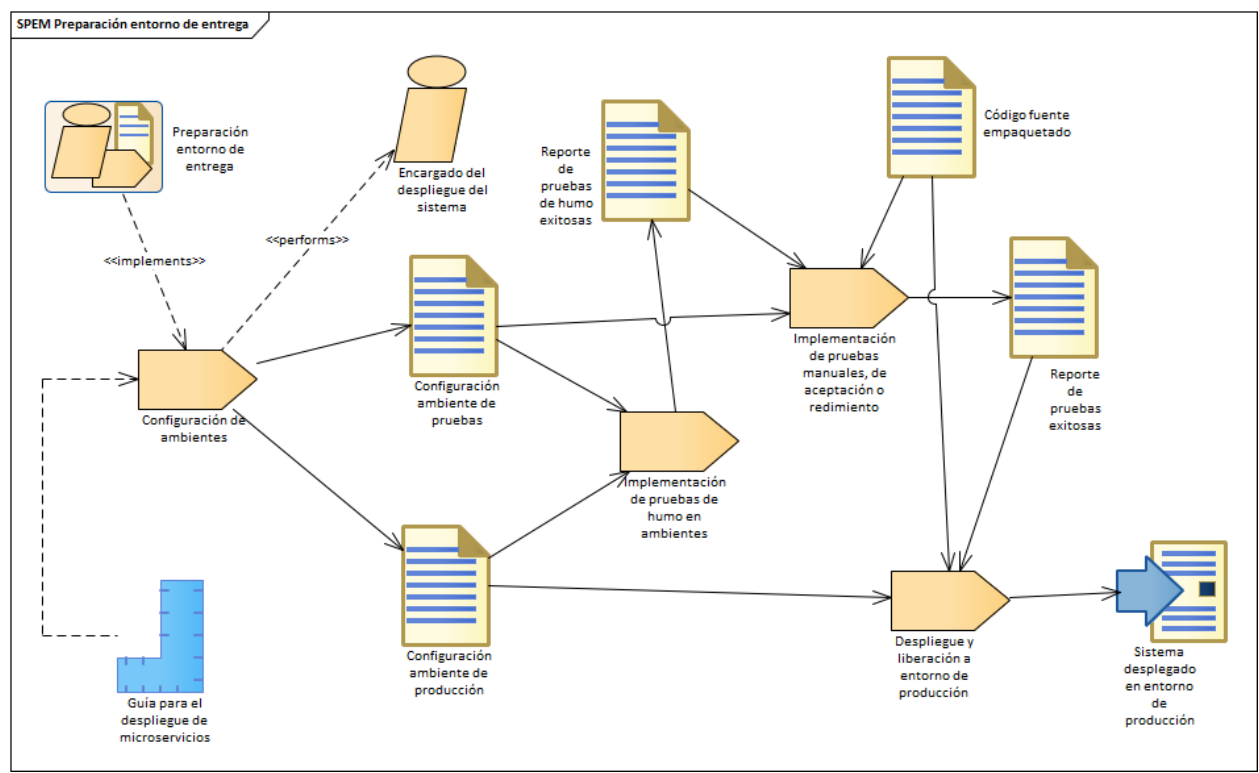 SPEM Preparación entorno de entrega
Preparación
entorno de
entrega
Encargado del
despliegue del
sistema
Reporte
de
pruebas
de humo
exitosas
Código fuente
empaquetado
<<implements>>
<<performs>>
Configuración de
ambientes
Configuración
ambiente de
pruebas
Implementación
de pruebas
manuales, de
aceptación o
redimiento
Reporte
de
pruebas
exitosas
Implementación
de pruebas de
humo en
ambientes
Guía para el
despliegue de
microservicios
Configuración
ambiente de
producción
Despliegue y
liberación a
entorno de
producción
Sistema
desplegado
en entorno
de
producción